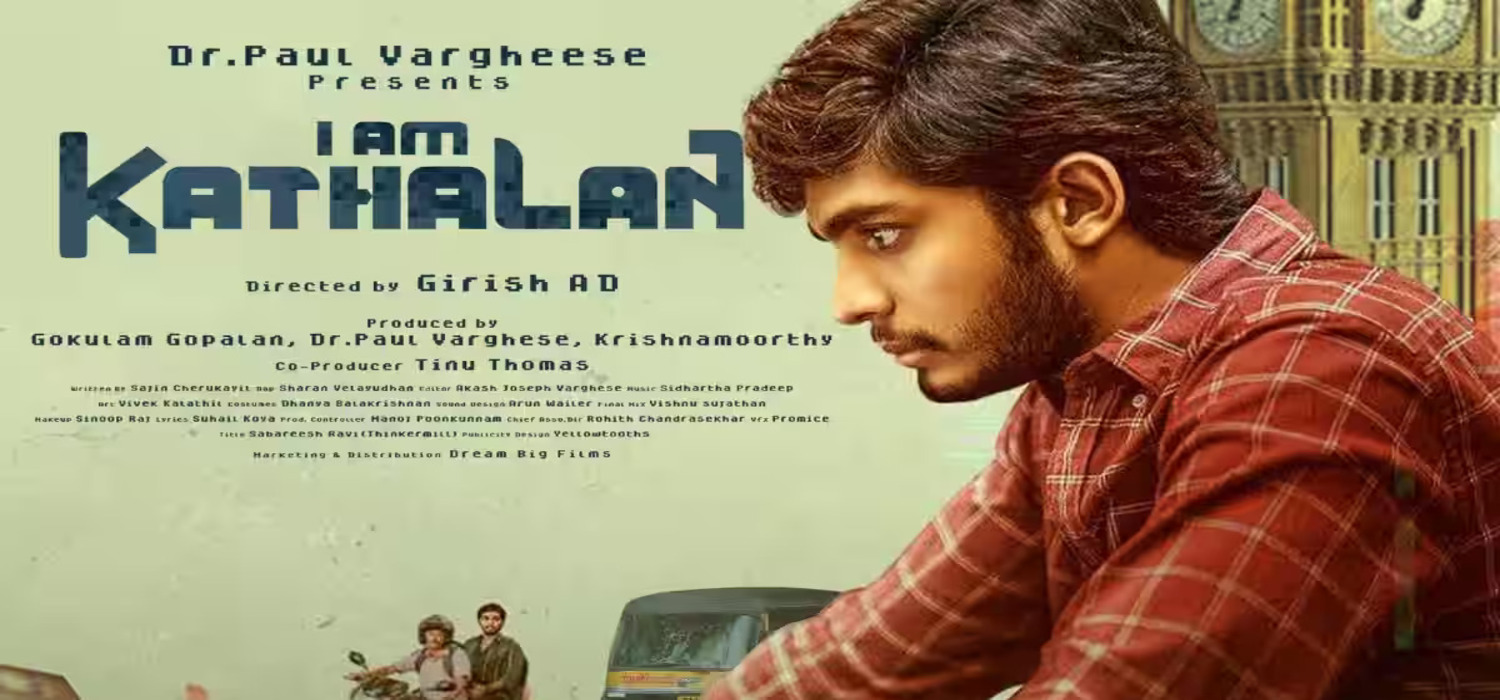 Dr.Paul Vargheese
Presents
I AM
KATHALAN
Directed by Girish A D
Produced by
Gokulam Gopalan, Dr.Paul Varghese, Krishnamoorthy
Co-Producer Tinu Thomas
Written By Sajin Cherukayil DOP Sharan Velayudhan Editor Akash Joseph Varghese Music Sidhartha Pradeep
Art Vivek Kalathil Costumes Dhanya Balakrishnan Sound Design Arun Wailer Final Mix Vishnu Sujathan
Makeup Sinoop Raj Lyrics Suhail Koya Prod. Controller Manoj Poonkunnam Chief Asso.Dir Rohith Chandrasekhar VFX Promice
Title Sabareesh Ravi(Thinkermill) Publicity Design Yellowtooths
Marketing & Distribution Dream Big Films